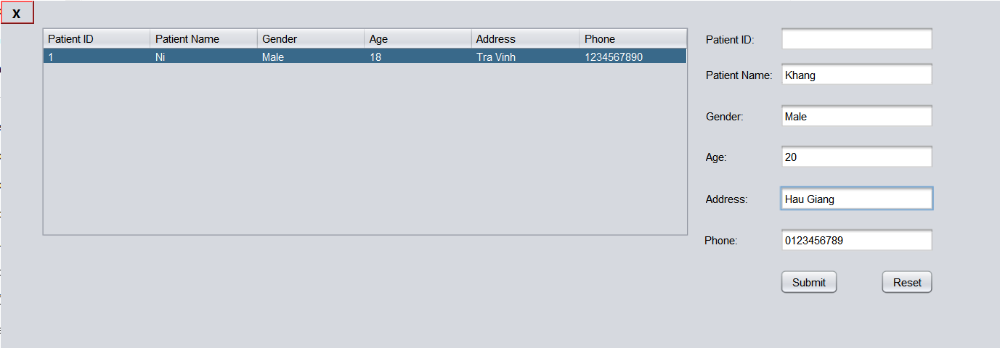 X
Patient ID Patient Name Gender Age Address Phone
1 Ni Male 18 Tra Vinh 1234567890
Patient ID:
Patient Name: Khang
Gender: Male
Age: 20
Address: Hau Giang
Phone: 0123456789
Submit Reset